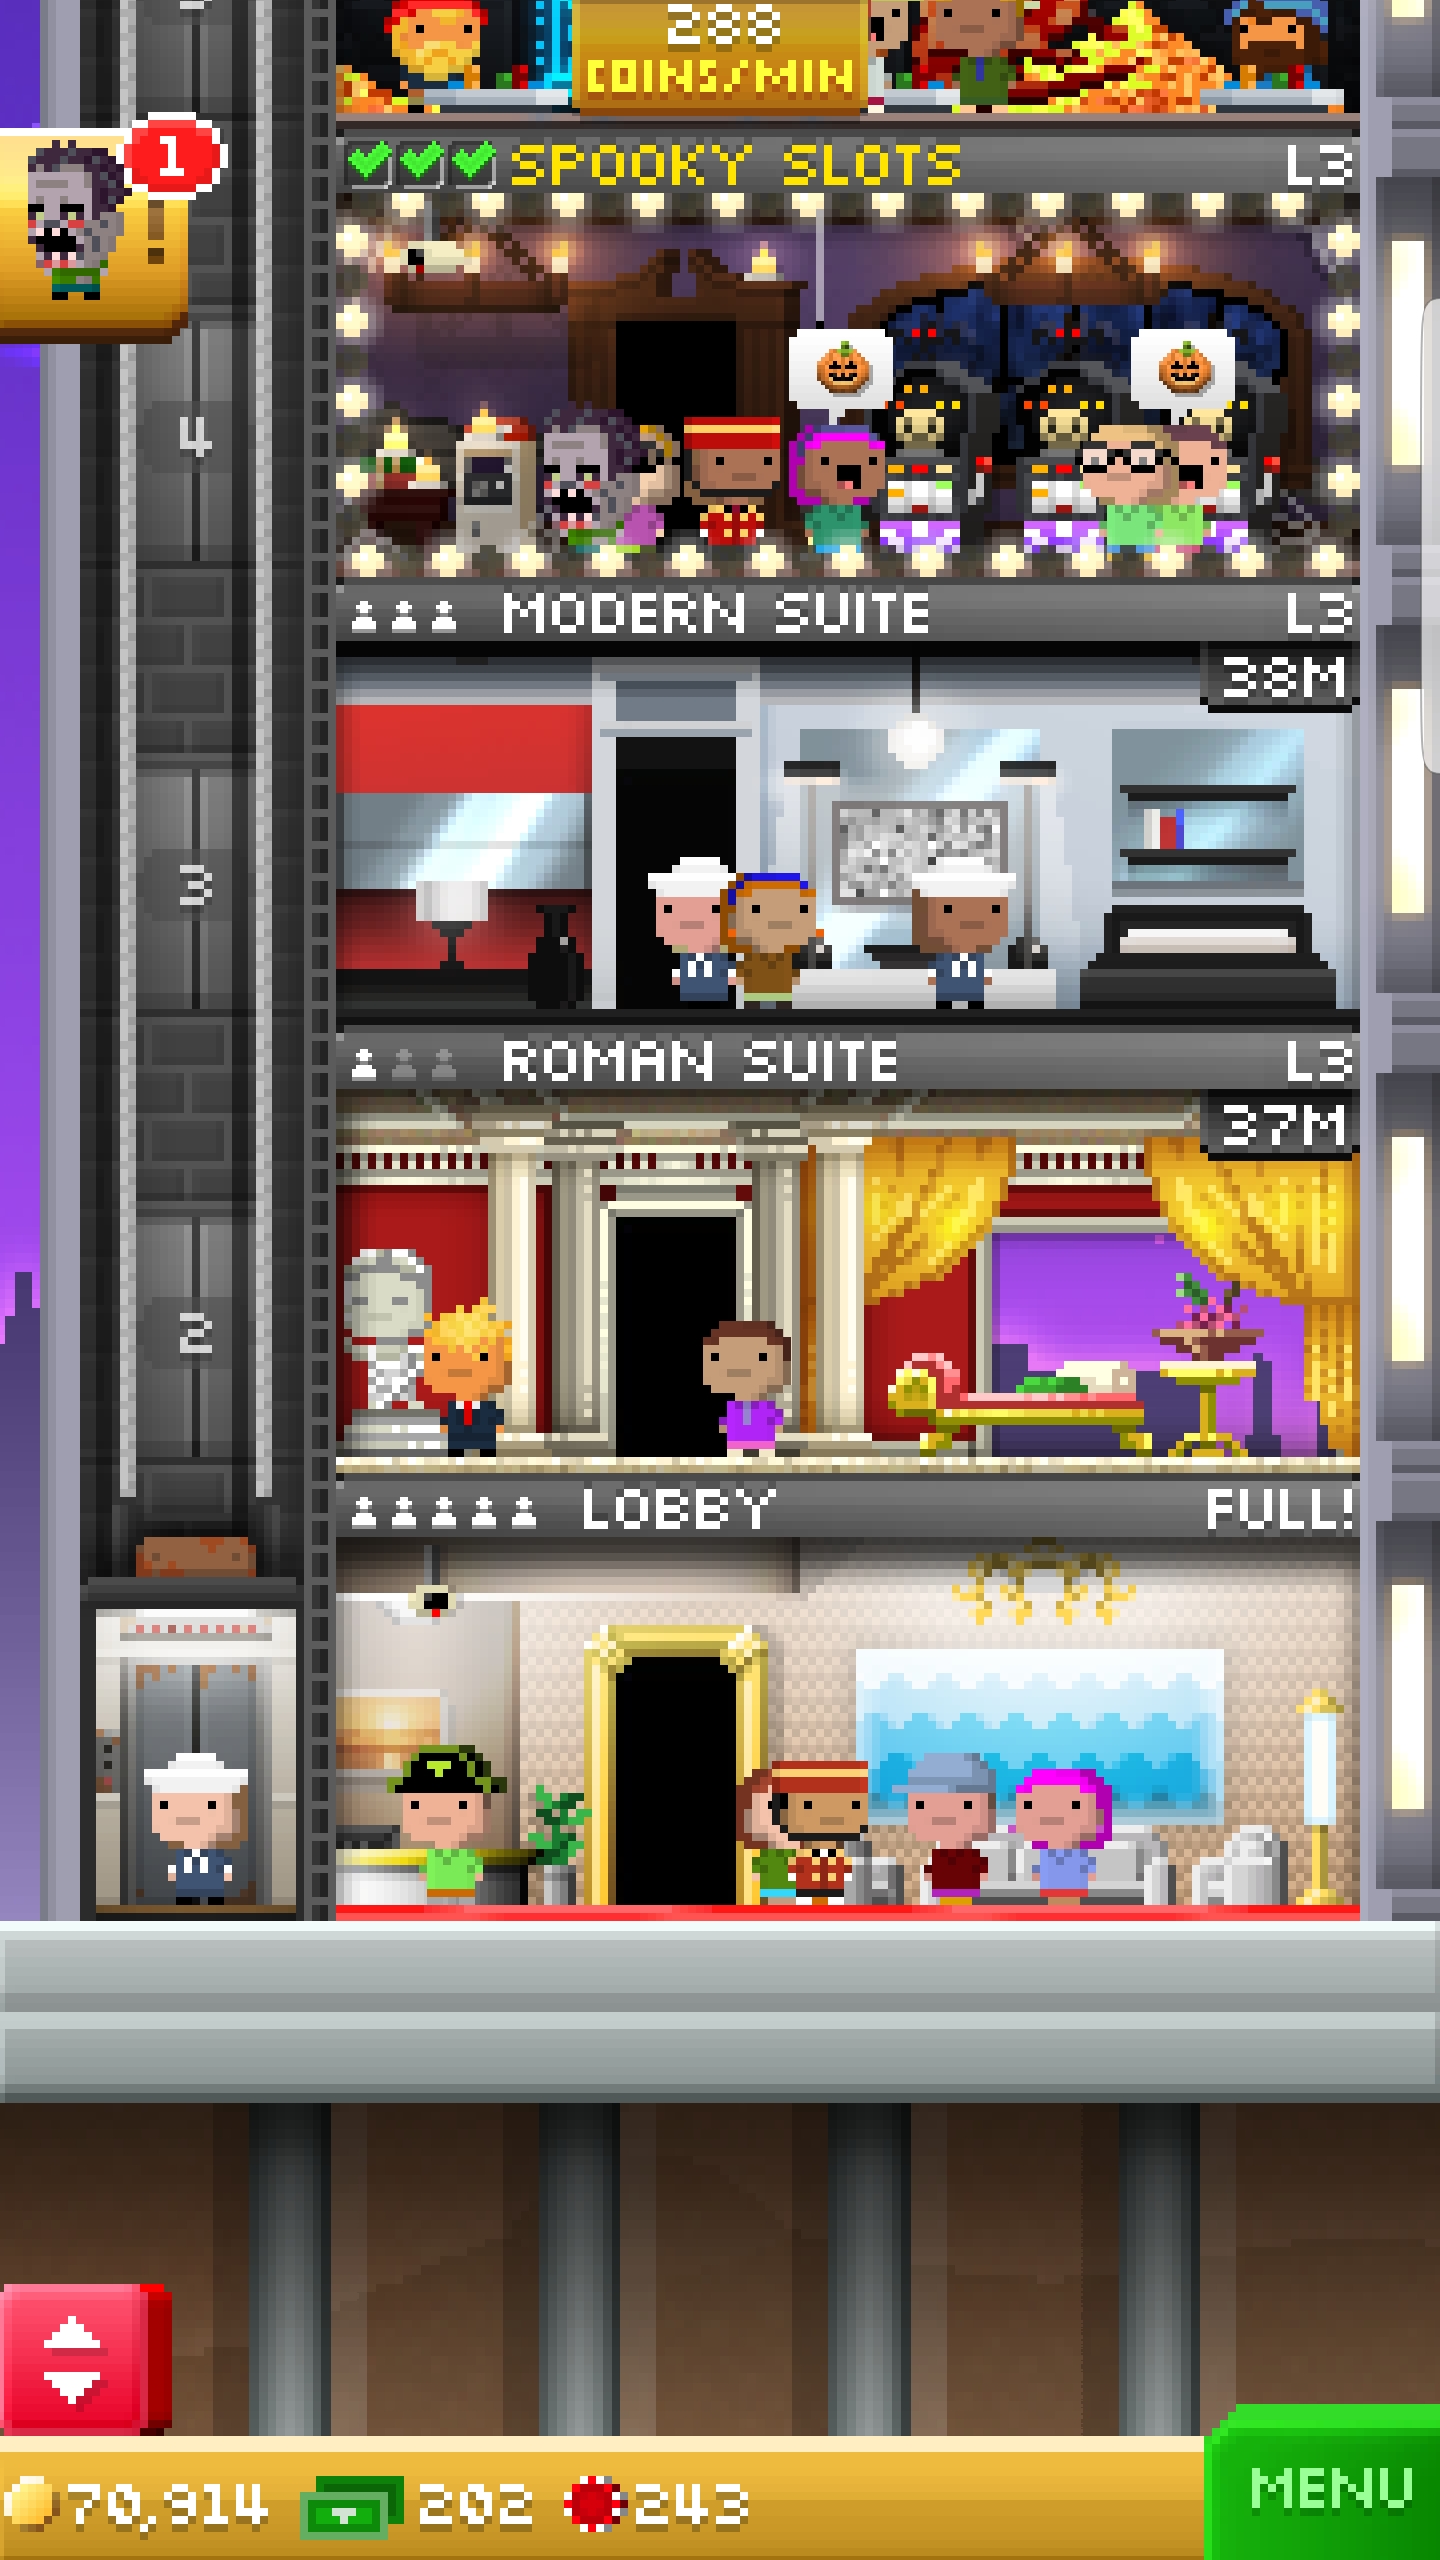 288
COINS/MIN
1
!
SPOOKY SLOTS
L3
4
MODERN SUITE
L3
38M
3
ROMAN SUITE
L3
37M
2
LOBBY
FULL!
70,914
202
243
MENU